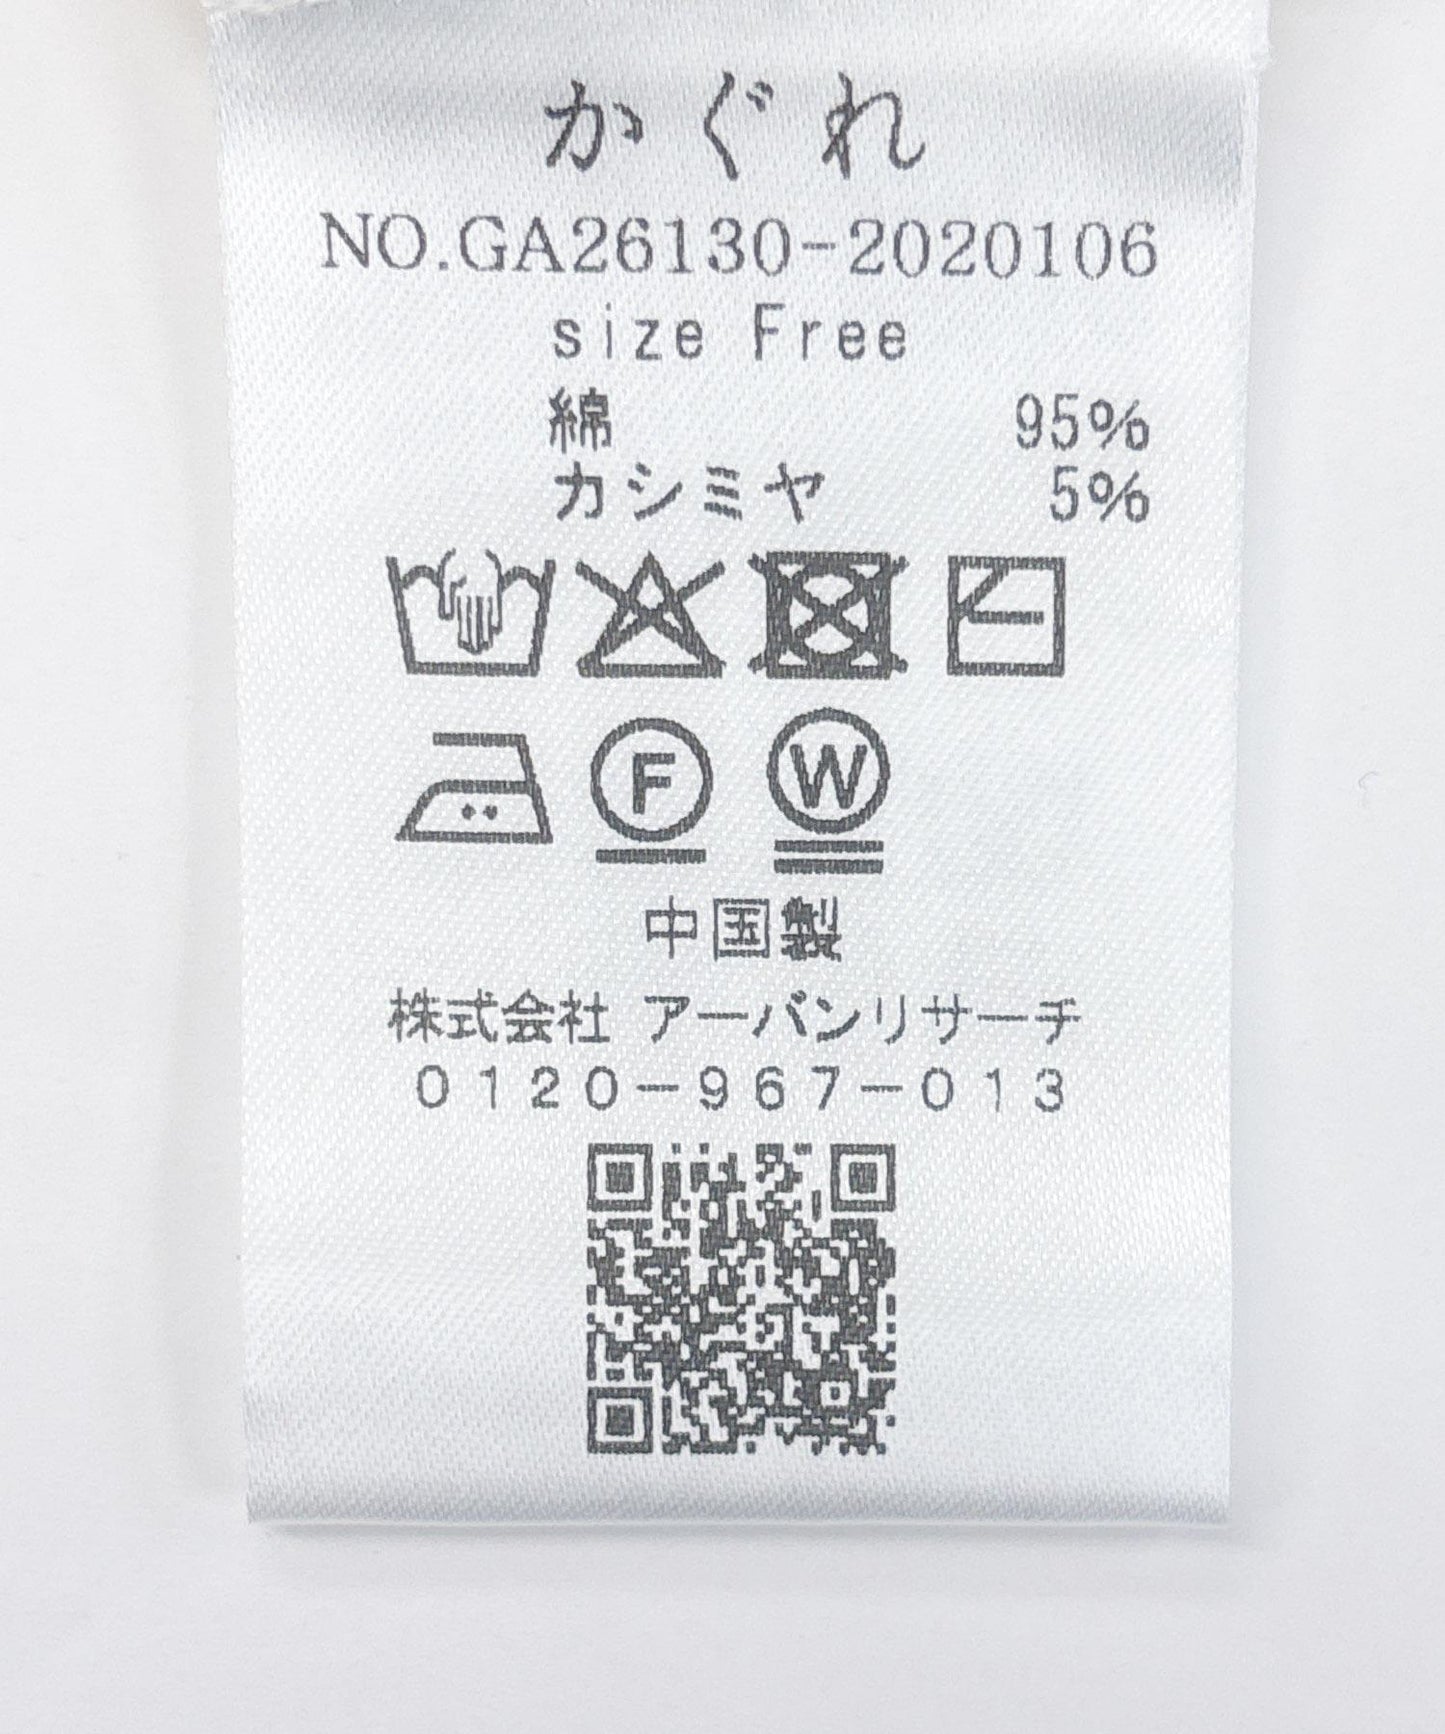 かぐれ
NO.GA26130-2020106
size Free
綿 95%
カシミヤ 5%
F W
中国製
株式会社 アーバンリサーチ
0120-967-013